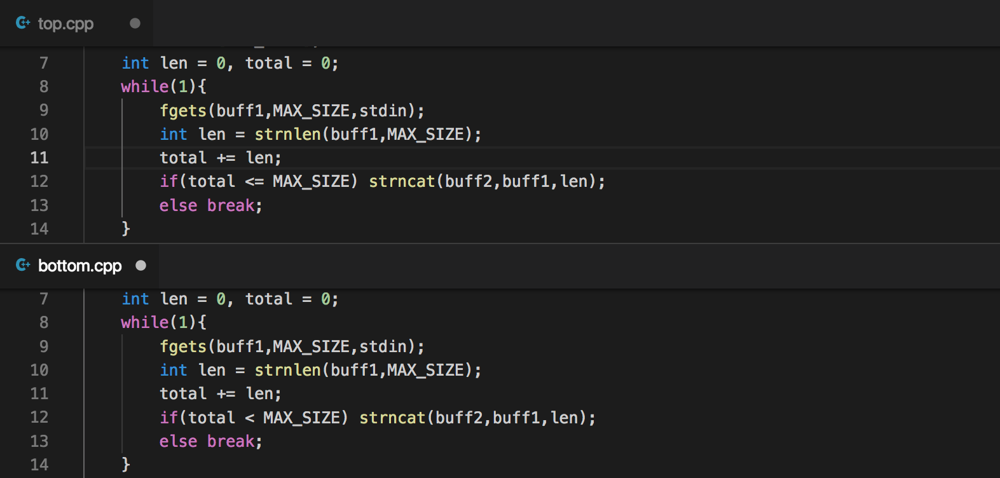 top.cpp
7 int len = 0, total = 0;
8 while(1){
9 fgets(buff1,MAX_SIZE,stdin);
10 int len = strnlen(buff1,MAX_SIZE);
11 total += len;
12 if(total <= MAX_SIZE) strncat(buff2,buff1,len);
13 else break;
14 }
bottom.cpp
7 int len = 0, total = 0;
8 while(1){
9 fgets(buff1,MAX_SIZE,stdin);
10 int len = strnlen(buff1,MAX_SIZE);
11 total += len;
12 if(total < MAX_SIZE) strncat(buff2,buff1,len);
13 else break;
14 }